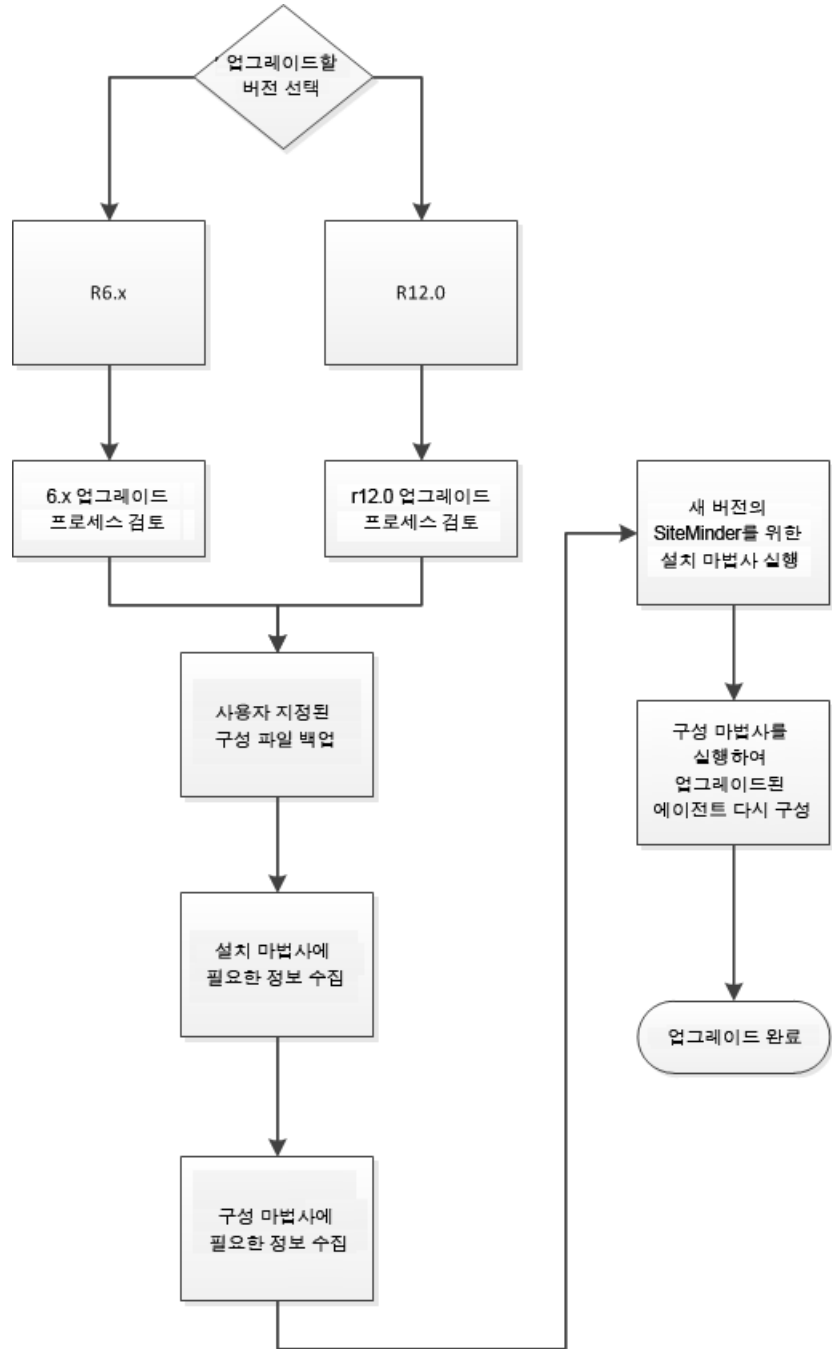 업그레이드할
버전 선택
R6.x
R12.0
6.x 업그레이드
프로세스 검토
r12.0 업그레이드
프로세스 검토
사용자 지정된
구성 파일 백업
설치 마법사에
필요한 정보 수집
구성 마법사에
필요한 정보 수집
새 버전의
SiteMinder를 위한
설치 마법사 실행
구성 마법사를
실행하여
업그레이드된
에이전트 다시 구성
업그레이드 완료